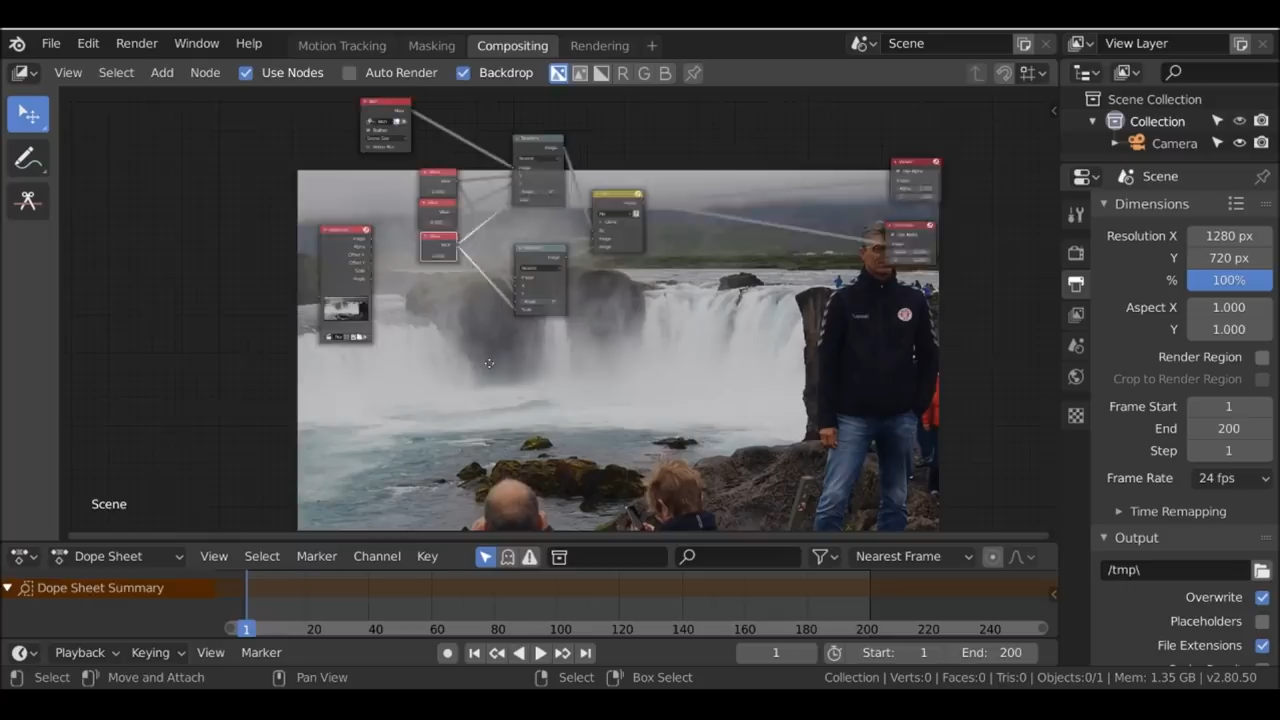 File Edit Render Window Help Motion Tracking Masking Compositing Rendering + Scene View Layer
View Select Add Node Use Nodes Auto Render Backdrop R G B
Scene Collection
Collection
Camera
Scene
Dimensions
Resolution X 1280 px
Y 720 px
% 100%
Aspect X 1.000
Y 1.000
Render Region
Crop to Render Region
Frame Start 1
End 200
Step 1
Frame Rate 24 fps
Time Remapping
Output
/tmp\
Overwrite
Placeholders
File Extensions
Scene
Dope Sheet View Select Marker Channel Key Nearest Frame
Dope Sheet Summary
1 20 40 60 80 100 120 140 160 180 200 220 240
Playback Keying View Marker 1 Start: 1 End: 200
Select Move and Attach Pan View Select Box Select Collection | Verts:0 | Faces:0 | Tris:0 | Objects:0/1 | Mem: 1.35 GB | v2.80.50